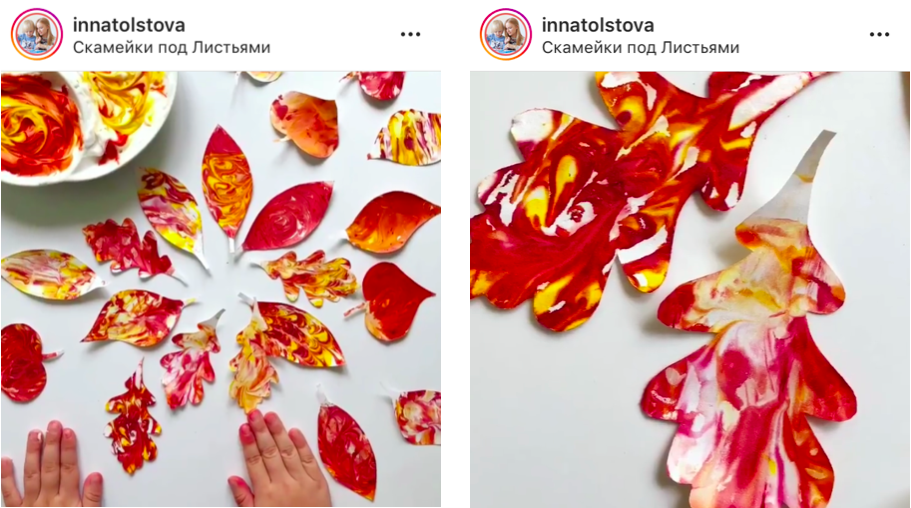 innatolstova
Скамейки под Листьями
innatolstova
Скамейки под Листьями